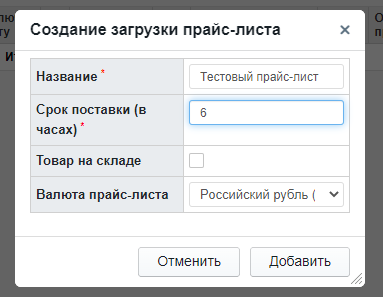 Создание загрузки прайс-листа ×
Название * Тестовый прайс-лист
Срок поставки (в
часах) * 6
Товар на складе
Валюта прайс-листа Российский рубль (
Отменить Добавить